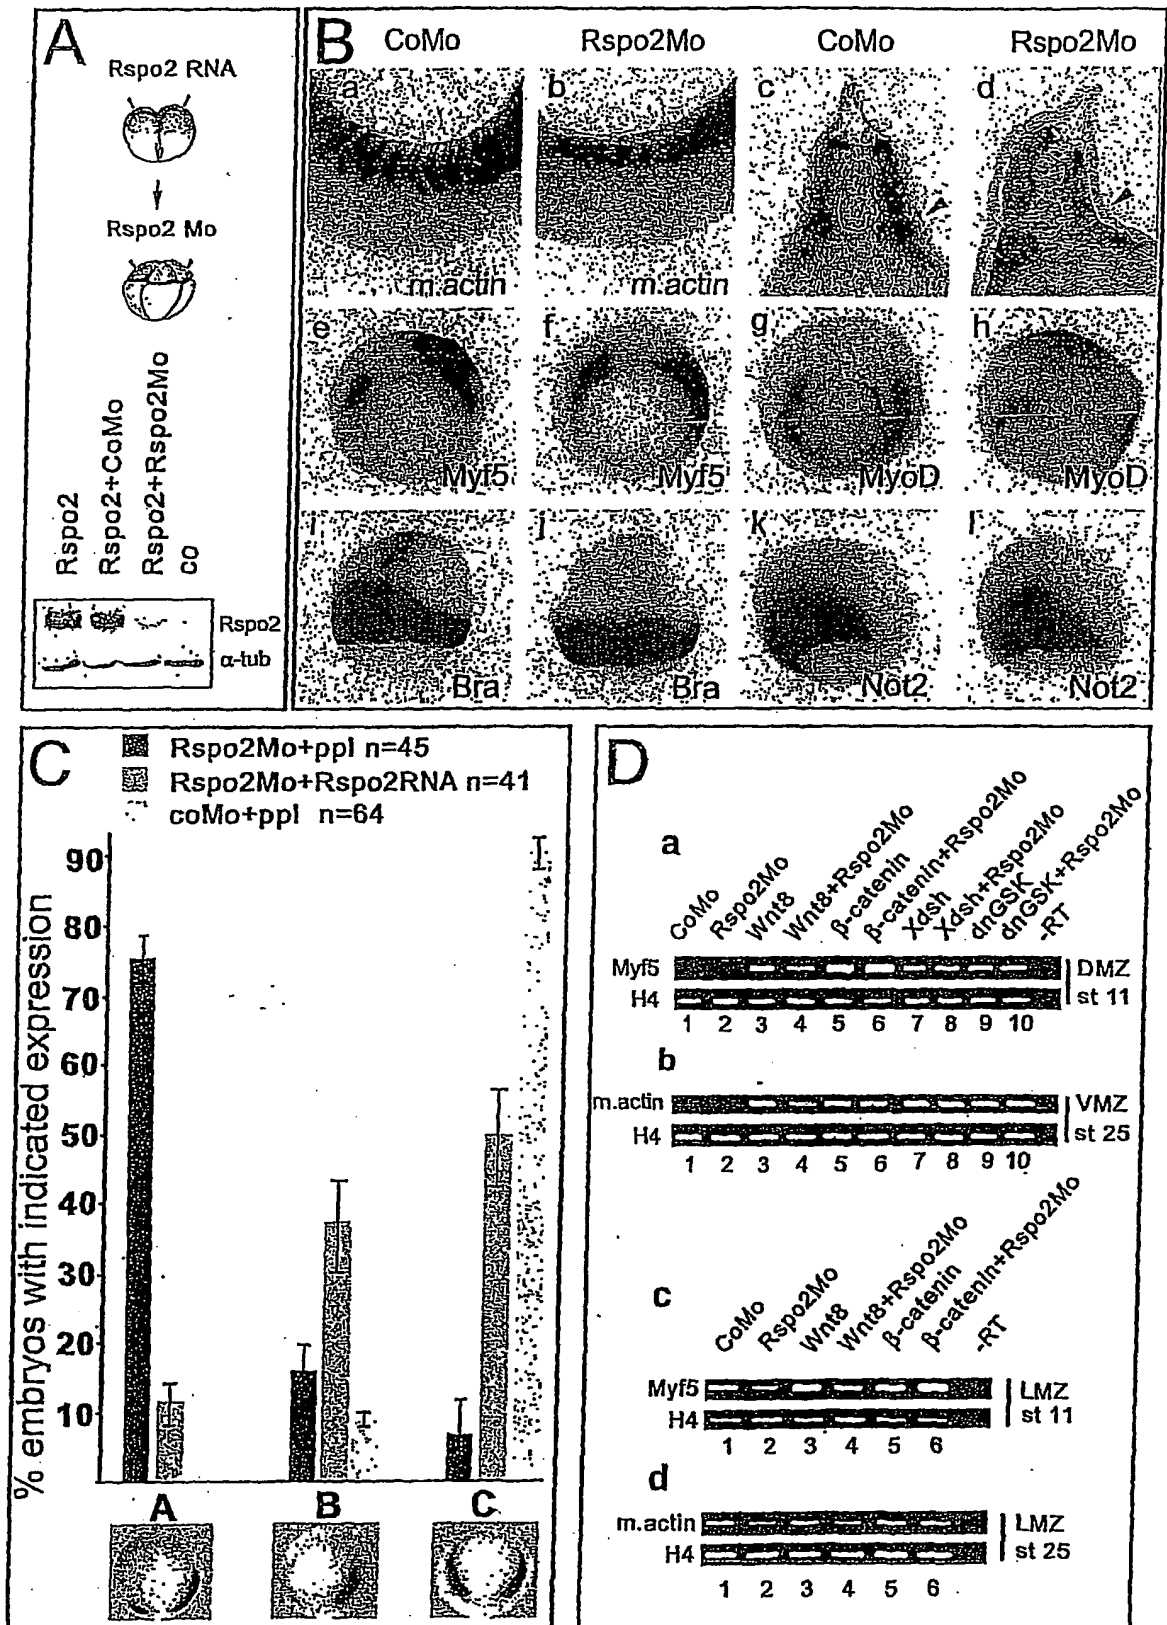 A
Rspo2 RNA
Rspo2 Mo
Rspo2
Rspo2+CoMo
Rspo2+Rspo2Mo
co
Rspo2
α-tub
B
CoMo Rspo2Mo CoMo Rspo2Mo
a b c d
m.actin m.actin
e f g h
Myf5 Myf5 MyoD MyoD
i j k l
Bra Bra Not2 Not2
C
Rspo2Mo+ppl n=45
Rspo2Mo+Rspo2RNA n=41
coMo+ppl n=64
% embryos with indicated expression
90
80
70
60
50
40
30
20
10
A B C
D
a
CoMo
Rspo2Mo
Wnt8
Wnt8+Rspo2Mo
β-catenin
β-catenin+Rspo2Mo
Xdsh
Xdsh+Rspo2Mo
dnGSK
dnGSK+Rspo2Mo
-RT
Myf5 DMZ
H4 st 11
1 2 3 4 5 6 7 8 9 10
b
m.actin VMZ
H4 st 25
1 2 3 4 5 6 7 8 9 10
c
CoMo
Rspo2Mo
Wnt8
Wnt8+Rspo2Mo
β-catenin
β-catenin+Rspo2Mo
-RT
Myf5 LMZ
H4 st 11
1 2 3 4 5 6
d
m.actin LMZ
H4 st 25
1 2 3 4 5 6